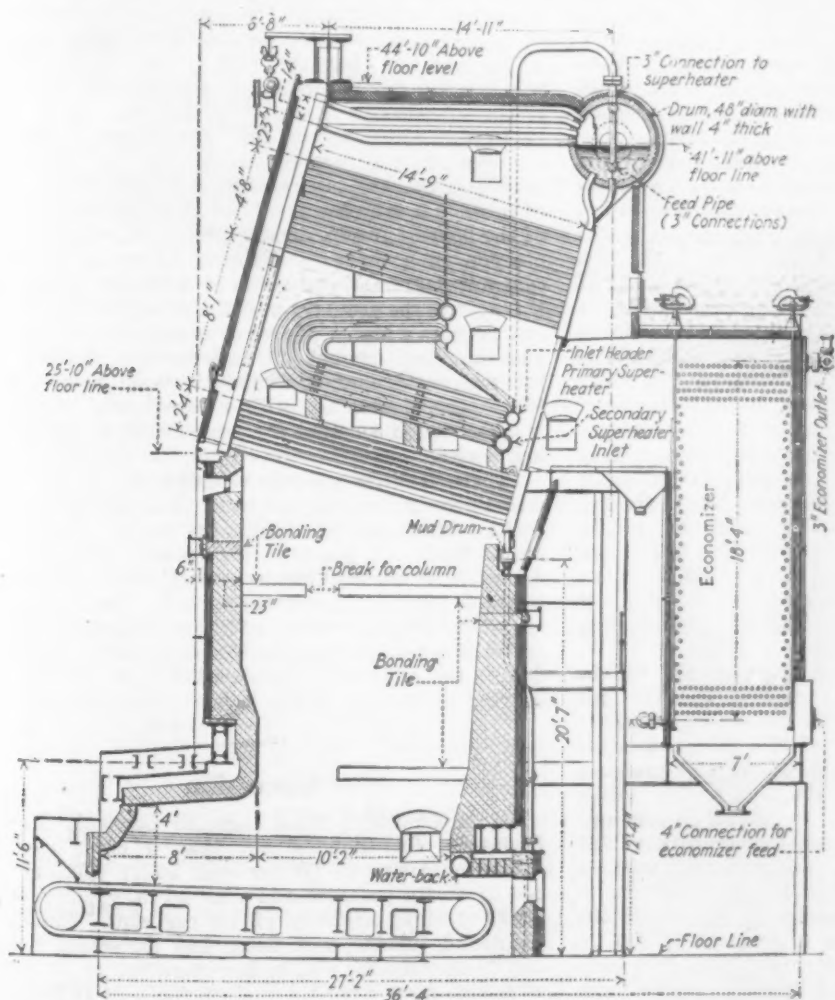 6'-8"
14'-11"
44'-10" Above
floor level
3" Connection to
superheater
14"
23"
Drum, 48" diam. with
wall 4" thick
41'-11" above
floor line
Feed Pipe
(3" Connections)
4'-8"
14'-9"
8'-1"
25'-10" Above
floor line
2'-4"
Inlet Header
Primary Super-
heater
Secondary
Superheater
Inlet
3" Economizer Outlet
Economizer
18'-4"
Mud Drum
Bonding
Tile
Break for column
6"
23"
Bonding
Tile
20'-7"
7'
11'-6"
4'
8'
10'-2"
Water-back
12'-4"
4" Connection for
economizer feed
Floor Line
27'-2"
36'-4